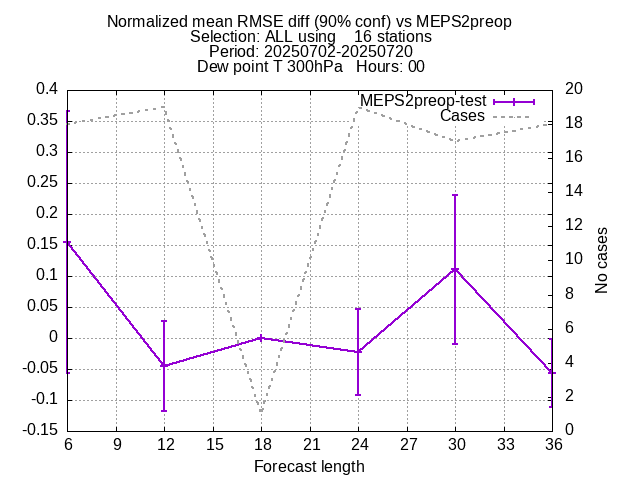 Normalized mean RMSE diff (90% conf) vs MEPS2preop
Selection: ALL using    16 stations
Period: 20250702-20250720
Dew point T 300hPa   Hours: 00
MEPS2preop-test
Cases
0.4
0.35
0.3
0.25
0.2
0.15
0.1
0.05
0
-0.05
-0.1
-0.15
20
18
16
14
12
10
8
6
4
2
0
No cases
6 9 12 15 18 21 24 27 30 33 36
Forecast length